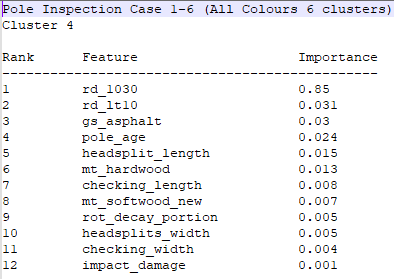 Pole Inspection Case 1-6 (All Colours 6 clusters)
Cluster 4
Rank Feature Importance
------------------------------------------------
1 rd_1030 0.85
2 rd_lt10 0.031
3 gs_asphalt 0.03
4 pole_age 0.024
5 headsplit_length 0.015
6 mt_hardwood 0.013
7 checking_length 0.008
8 mt_softwood_new 0.007
9 rot_decay_portion 0.005
10 headsplits_width 0.005
11 checking_width 0.004
12 impact_damage 0.001